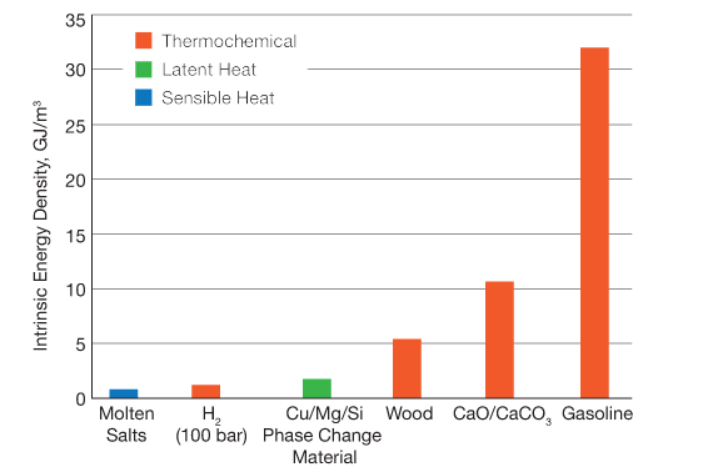 35
Thermochemical
30
Latent Heat
Sensible Heat
25
20
15
10
5
0
Intrinsic Energy Density, GJ/m³
Molten
Salts
H₂
(100 bar)
Cu/Mg/Si
Phase Change
Material
Wood
CaO/CaCO₃
Gasoline